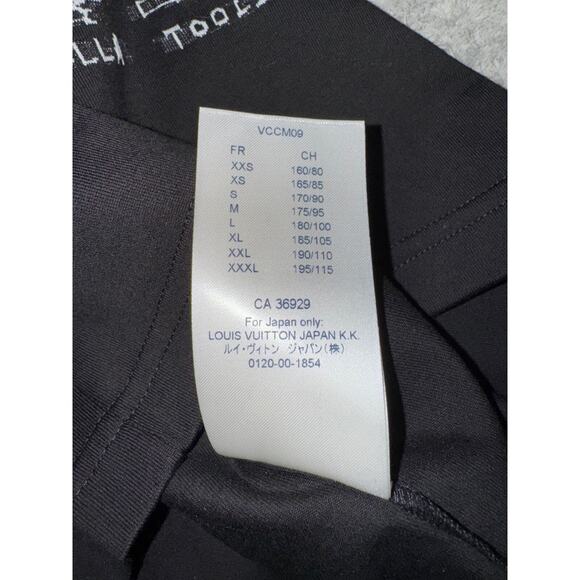 TOOL
VCCM09
FR CH
XXS 160/80
XS 165/85
S 170/90
M 175/95
L 180/100
XL 185/105
XXL 190/110
XXXL 195/115
CA 36929
For Japan only:
LOUIS VUITTON JAPAN K.K.
ルイ・ヴィトン ジャパン(株)
0120-00-1854